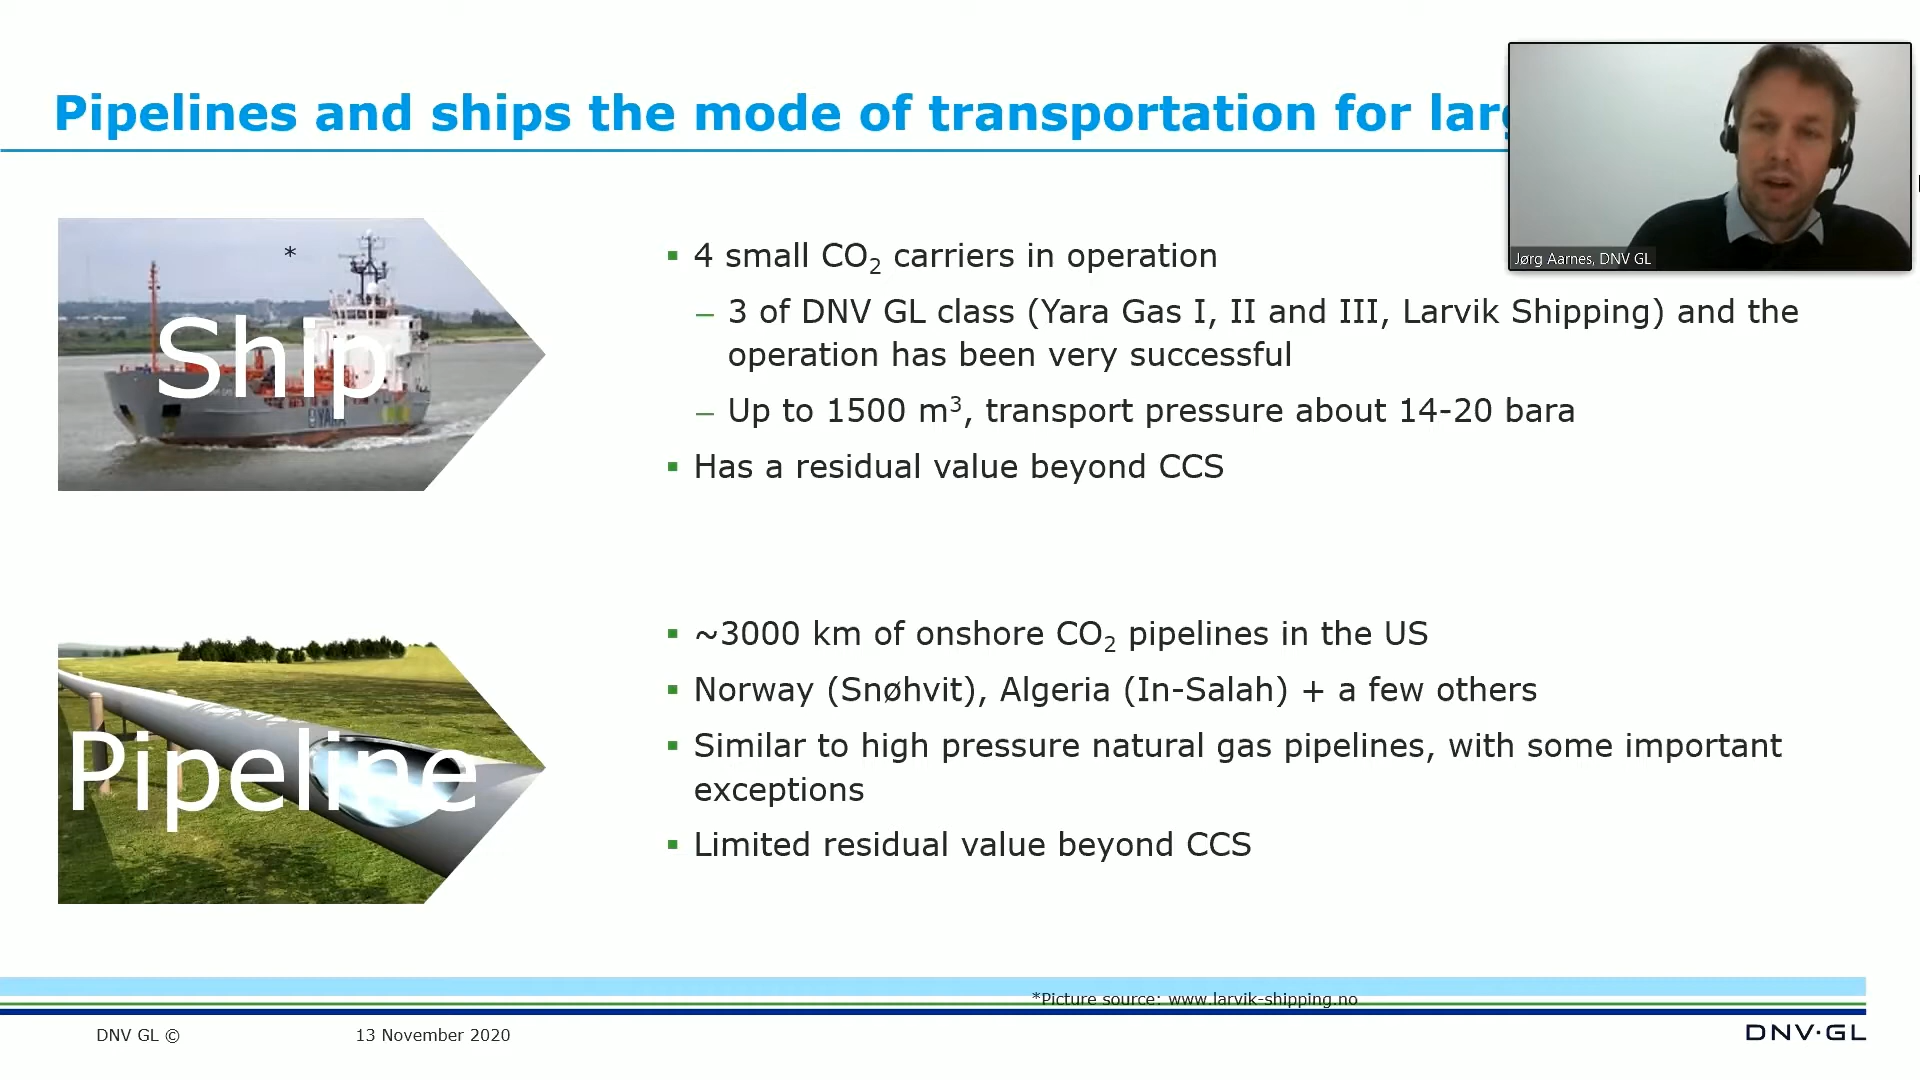 Pipelines and ships the mode of transportation for
Jørg Aarnes, DNV GL
*
Ship
▪ 4 small CO₂ carriers in operation
– 3 of DNV GL class (Yara Gas I, II and III, Larvik Shipping) and the
operation has been very successful
– Up to 1500 m³, transport pressure about 14-20 bara
▪ Has a residual value beyond CCS
YARA
Pipeline
▪ ~3000 km of onshore CO₂ pipelines in the US
▪ Norway (Snøhvit), Algeria (In-Salah) + a few others
▪ Similar to high pressure natural gas pipelines, with some important
exceptions
▪ Limited residual value beyond CCS
*Picture source: www.larvik-shipping.no
DNV GL ©
13 November 2020
DNV·GL